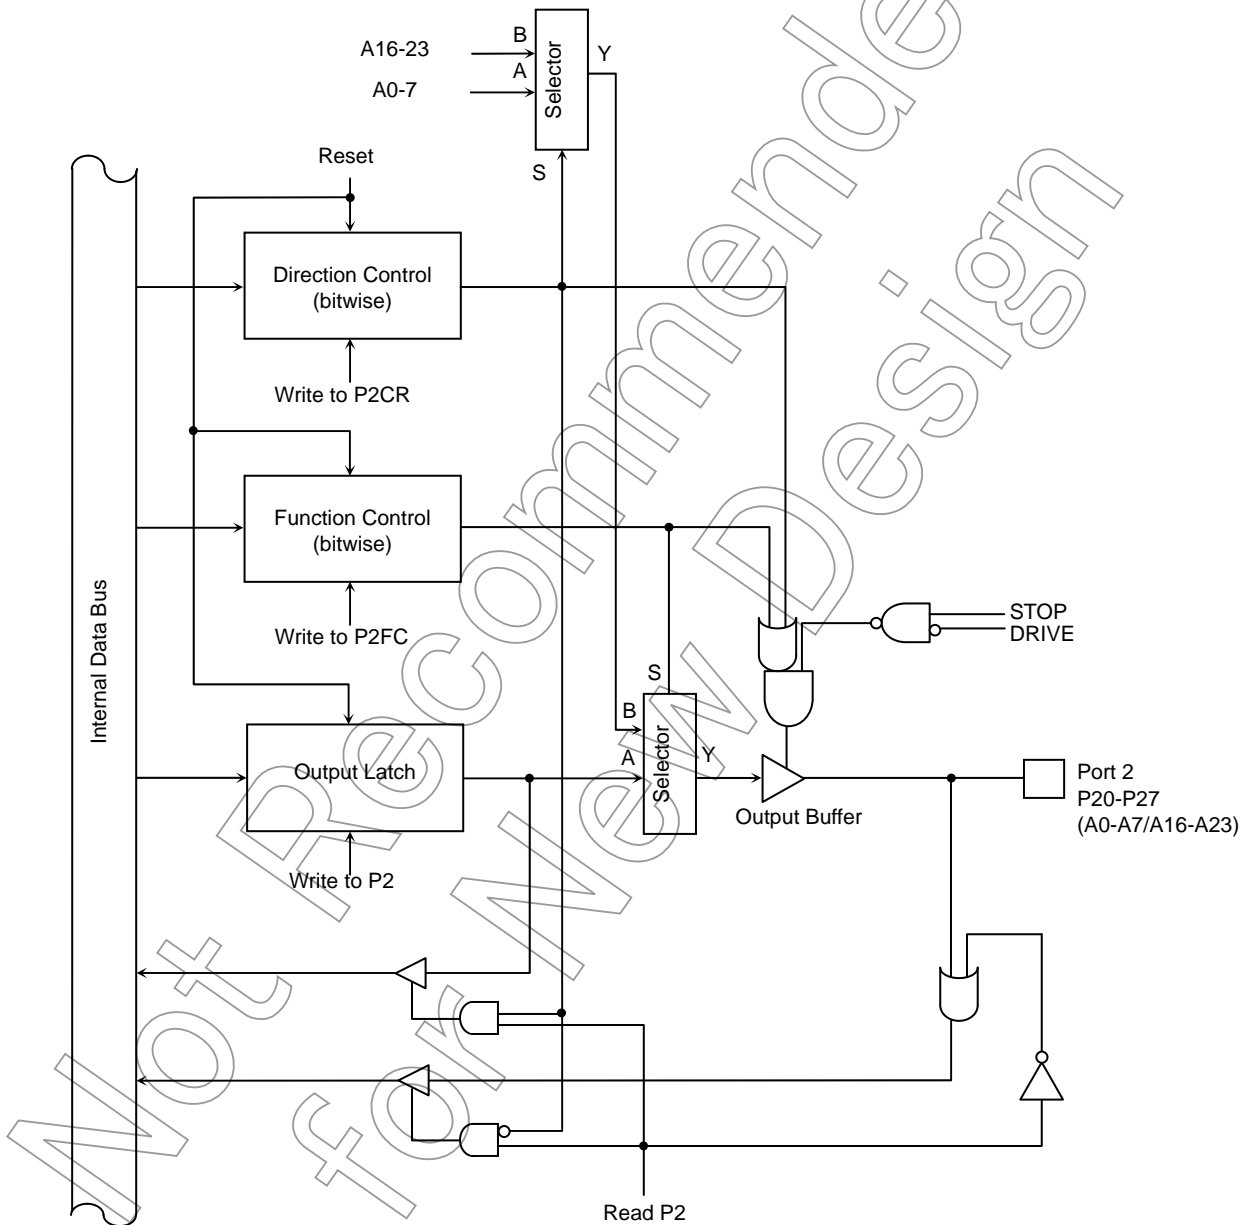 A16-23
B
A
Y
A0-7
Selector
Reset
S
Direction Control
(bitwise)
Write to P2CR
Function Control
(bitwise)
Write to P2FC
STOP
DRIVE
Internal Data Bus
S
B
A
Selector
Y
Output Latch
Output Buffer
Port 2
P20-P27
(A0-A7/A16-A23)
Write to P2
Read P2
Not Recommende
for New Design